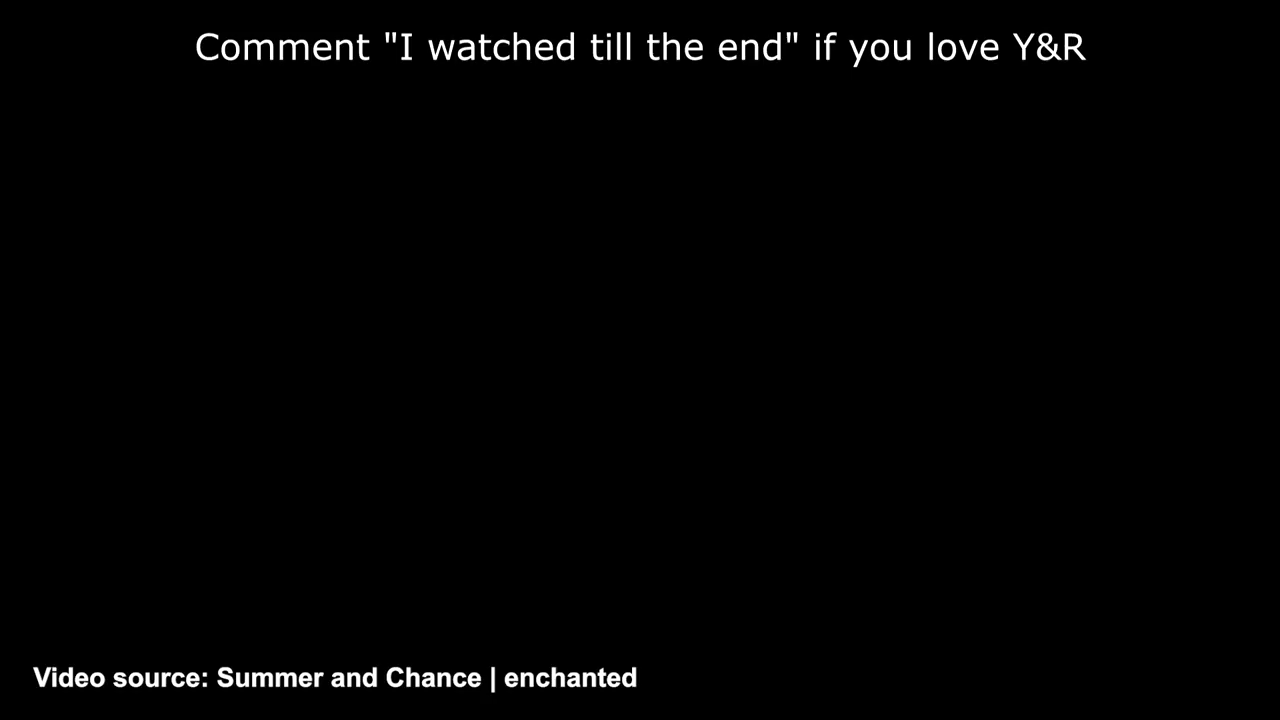 Comment "I watched till the end" if you love Y&R
Video source: Summer and Chance | enchanted